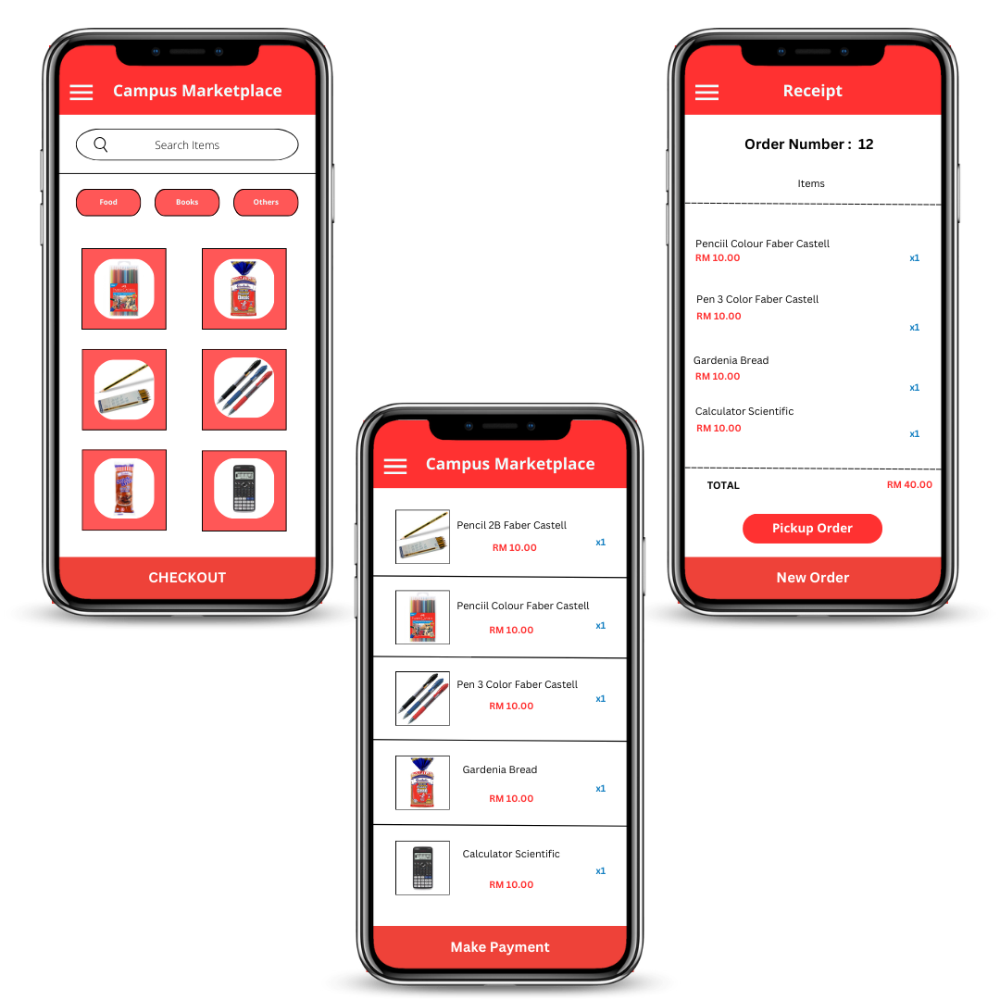 Campus Marketplace
Search Items
Food
Books
Others
CHECKOUT
Campus Marketplace
Pencil 2B Faber Castell
RM 10.00
x1
Penciil Colour Faber Castell
RM 10.00
x1
Pen 3 Color Faber Castell
RM 10.00
x1
Gardenia Bread
RM 10.00
x1
Calculator Scientific
RM 10.00
x1
Make Payment
Receipt
Order Number : 12
Items
Penciil Colour Faber Castell
RM 10.00
x1
Pen 3 Color Faber Castell
RM 10.00
x1
Gardenia Bread
RM 10.00
x1
Calculator Scientific
RM 10.00
x1
TOTAL RM 40.00
Pickup Order
New Order